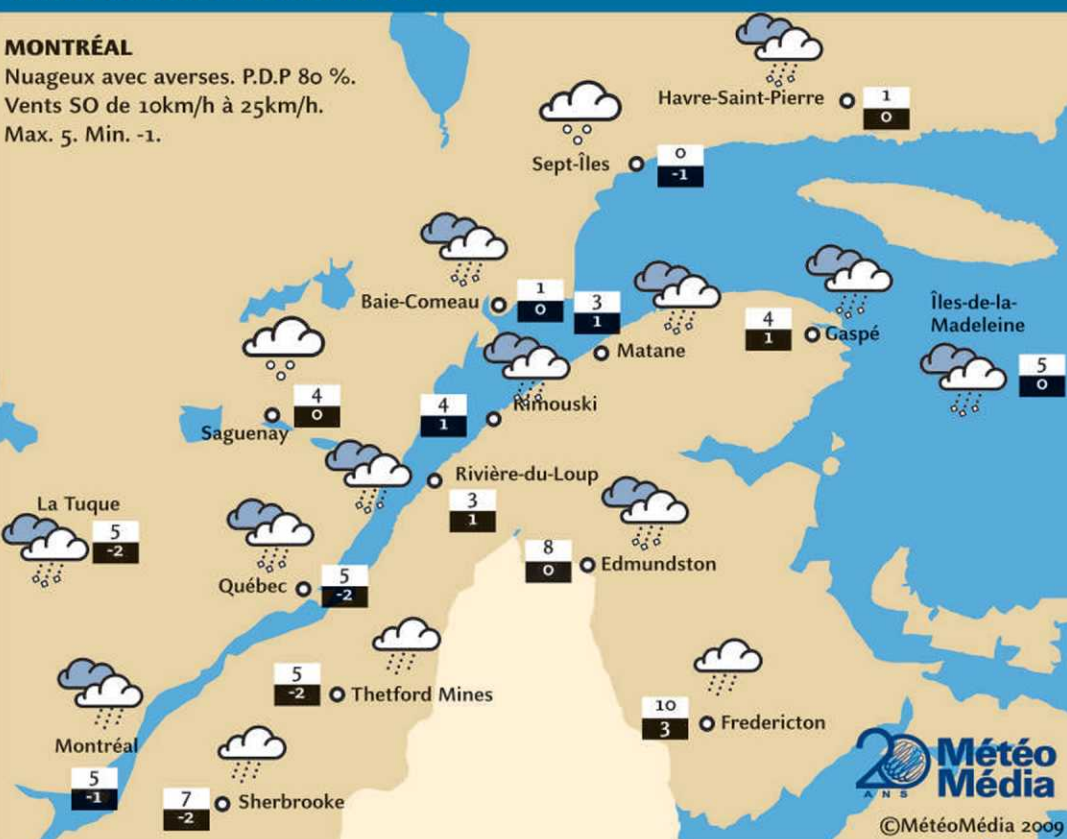 MONTRÉAL
Nuageux avec averses. P.D.P 80 %.
Vents SO de 10km/h à 25km/h.
Max. 5. Min. -1.
Havre-Saint-Pierre
1
0
Sept-Îles
0
-1
Baie-Comeau
1
0
3
1
Matane
4
1
Gaspé
Îles-de-la-
Madeleine
5
0
Saguenay
4
0
4
1
Rimouski
Rivière-du-Loup
3
1
La Tuque
5
-2
Québec
5
-2
8
0
Edmundston
5
-2
Thetford Mines
10
3
Fredericton
Montréal
5
-1
7
-2
Sherbrooke
20
ANS
Météo
Média
©MétéoMédia 2009